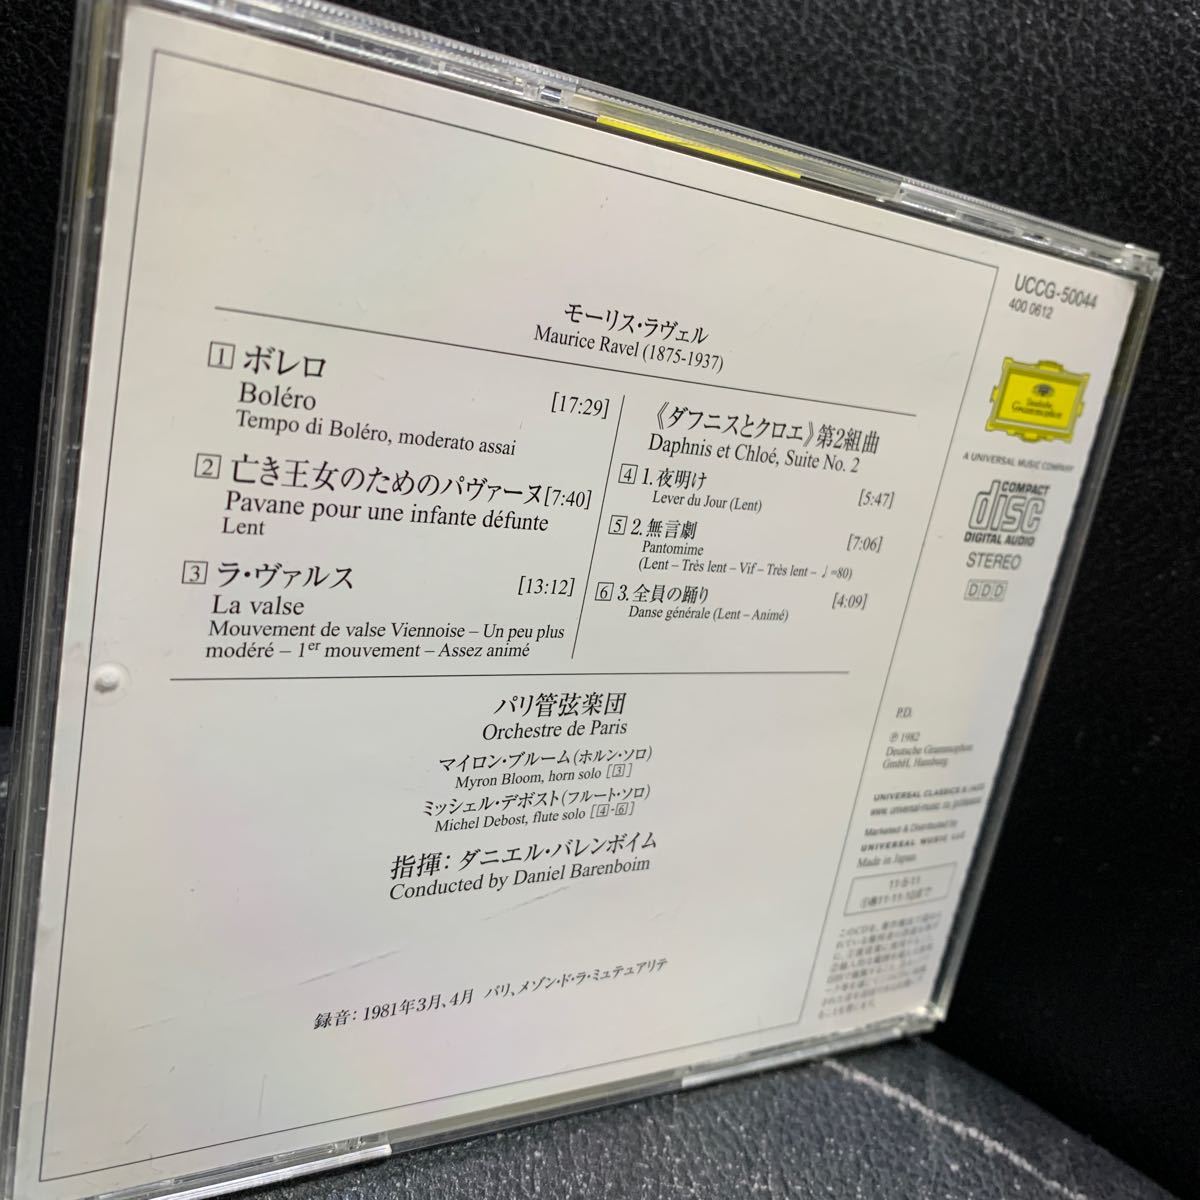 モーリス・ラヴェル
Maurice Ravel (1875-1937)
1 ボレロ
Boléro [17:29]
Tempo di Boléro, moderato assai
2 亡き王女のためのパヴァーヌ[7:40]
Pavane pour une infante défunte
Lent
3 ラ・ヴァルス [13:12]
La valse
Mouvement de valse Viennoise – Un peu plus
modéré – 1er mouvement – Assez animé
《ダフニスとクロエ》第2組曲
Daphnis et Chloé, Suite No. 2
4 1. 夜明け [5:47]
Lever du Jour (Lent)
5 2. 無言劇 [7:06]
Pantomime
(Lent – Très lent – Vif – Très lent – ♩=80)
6 3. 全員の踊り [4:09]
Danse générale (Lent – Animé)
パリ管弦楽団
Orchestre de Paris
マイロン・ブルーム(ホルン・ソロ)
Myron Bloom, horn solo [3]
ミッシェル・デボスト(フルート・ソロ)
Michel Debost, flute solo [4-6]
指揮: ダニエル・バレンボイム
Conducted by Daniel Barenboim
録音: 1981年3月、4月 パリ、メゾン・ド・ラ・ミュテュアリテ
UCCG-50044
400 0612
Deutsche
Grammophon
A UNIVERSAL MUSIC COMPANY
COMPACT
disc
DIGITAL AUDIO
STEREO
DDD
P.D.
℗ 1982
Deutsche Grammophon
GmbH, Hamburg
UNIVERSAL CLASSICS & JAZZ
Marketed & Distributed by
UNIVERSAL MUSIC LLC
Made in Japan